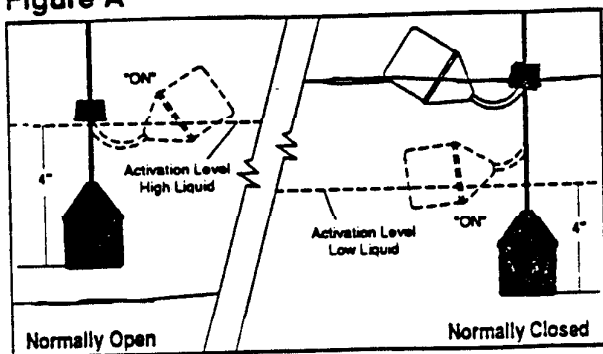 Figure A
"ON"
4"
Activation Level
High Liquid
Normally Open
Activation Level
Low Liquid
"ON"
4"
Normally Closed